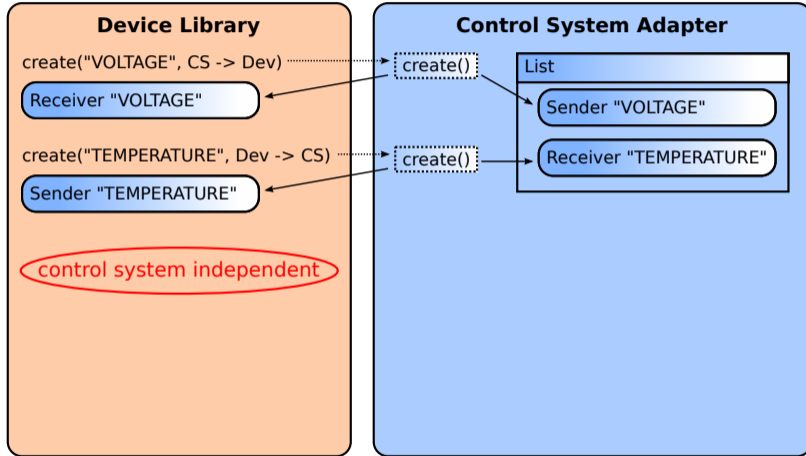 Device Library
create("VOLTAGE", CS -> Dev)
Receiver "VOLTAGE"
create("TEMPERATURE", Dev -> CS)
Sender "TEMPERATURE"
control system independent
Control System Adapter
create()
create()
List
Sender "VOLTAGE"
Receiver "TEMPERATURE"